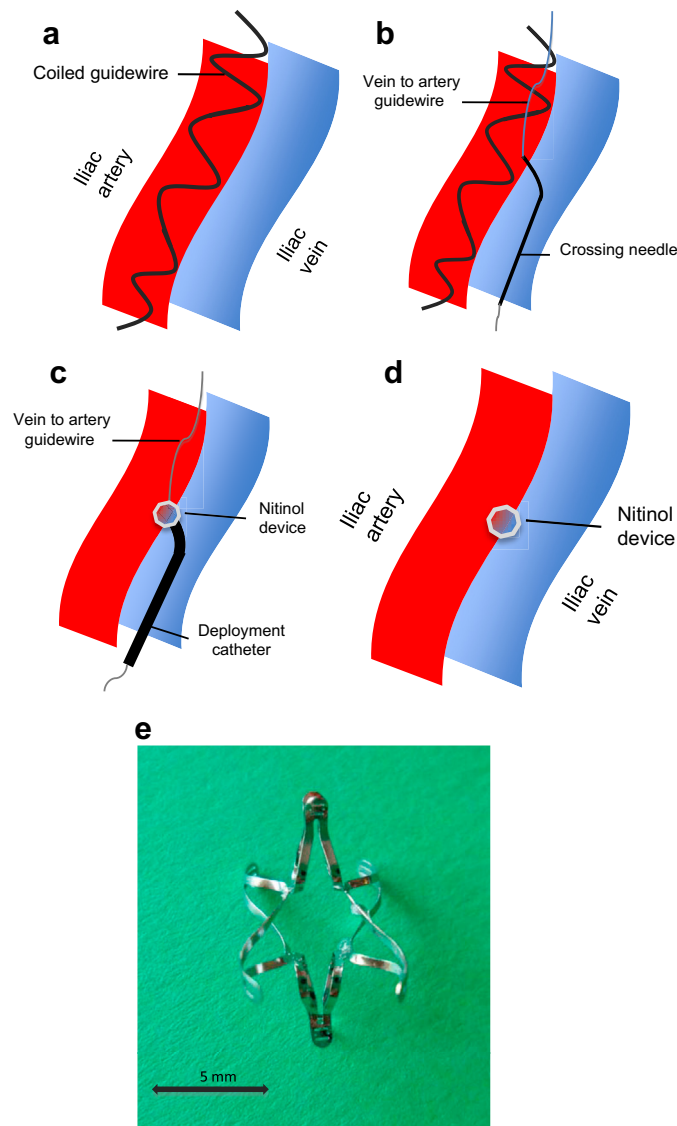 a
Coiled guidewire
Iliac
artery
Iliac
vein
b
Vein to artery
guidewire
Crossing needle
c
Vein to artery
guidewire
Nitinol
device
Deployment
catheter
d
Iliac
artery
Nitinol
device
Iliac
vein
e
5 mm